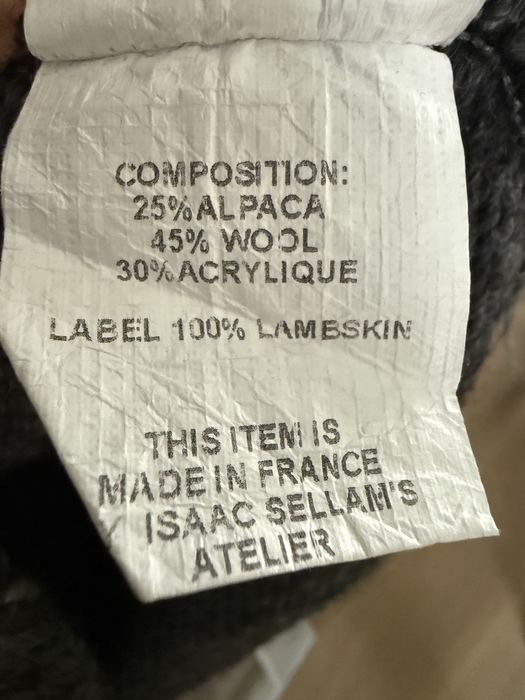 COMPOSITION:
25%ALPACA
45% WOOL
30%ACRYLIQUE
LABEL 100% LAMBSKIN
THIS ITEM IS
MADE IN FRANCE
ISAAC SELLAM'S
ATELIER